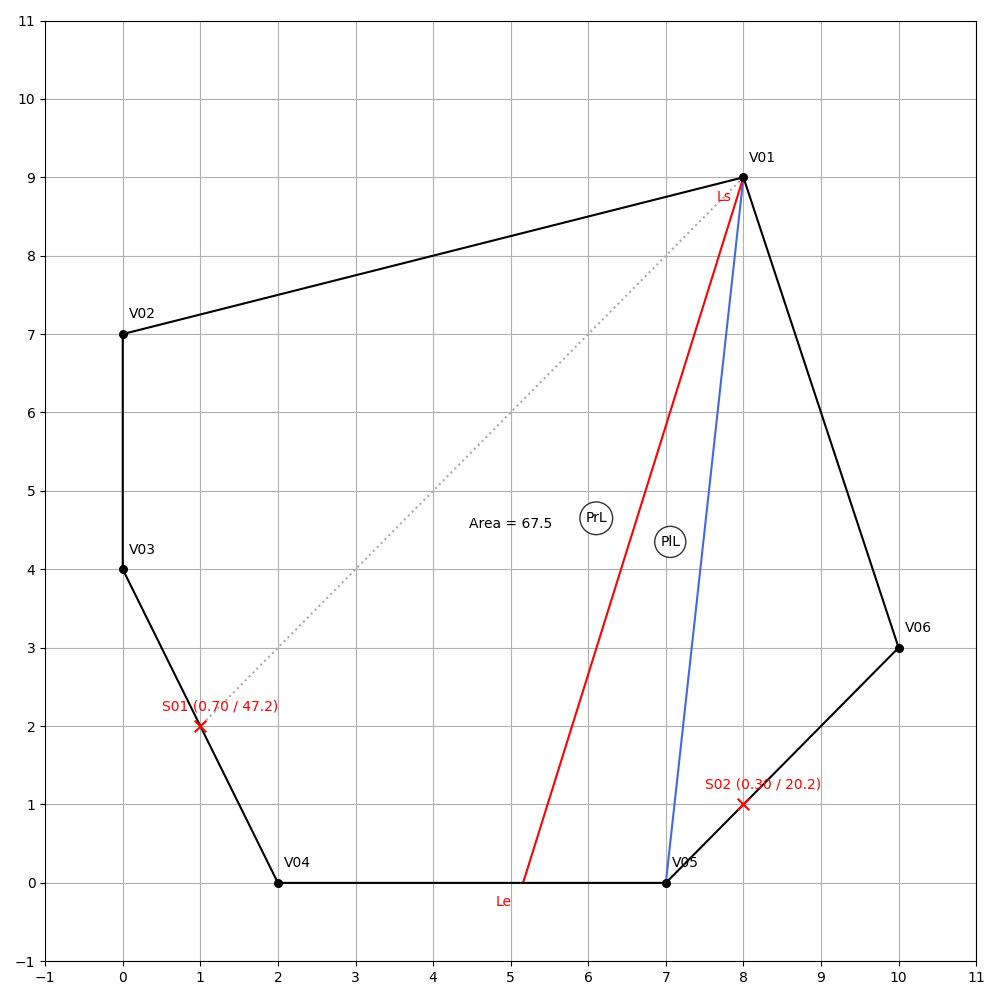 11
10
9
8
7
6
5
4
3
2
1
0
−1
V01
Ls
V02
PrL
Area = 67.5
PlL
V03
V06
S01 (0.70 / 47.2)
S02 (0.30 / 20.2)
V04
V05
Le
−1 0 1 2 3 4 5 6 7 8 9 10 11